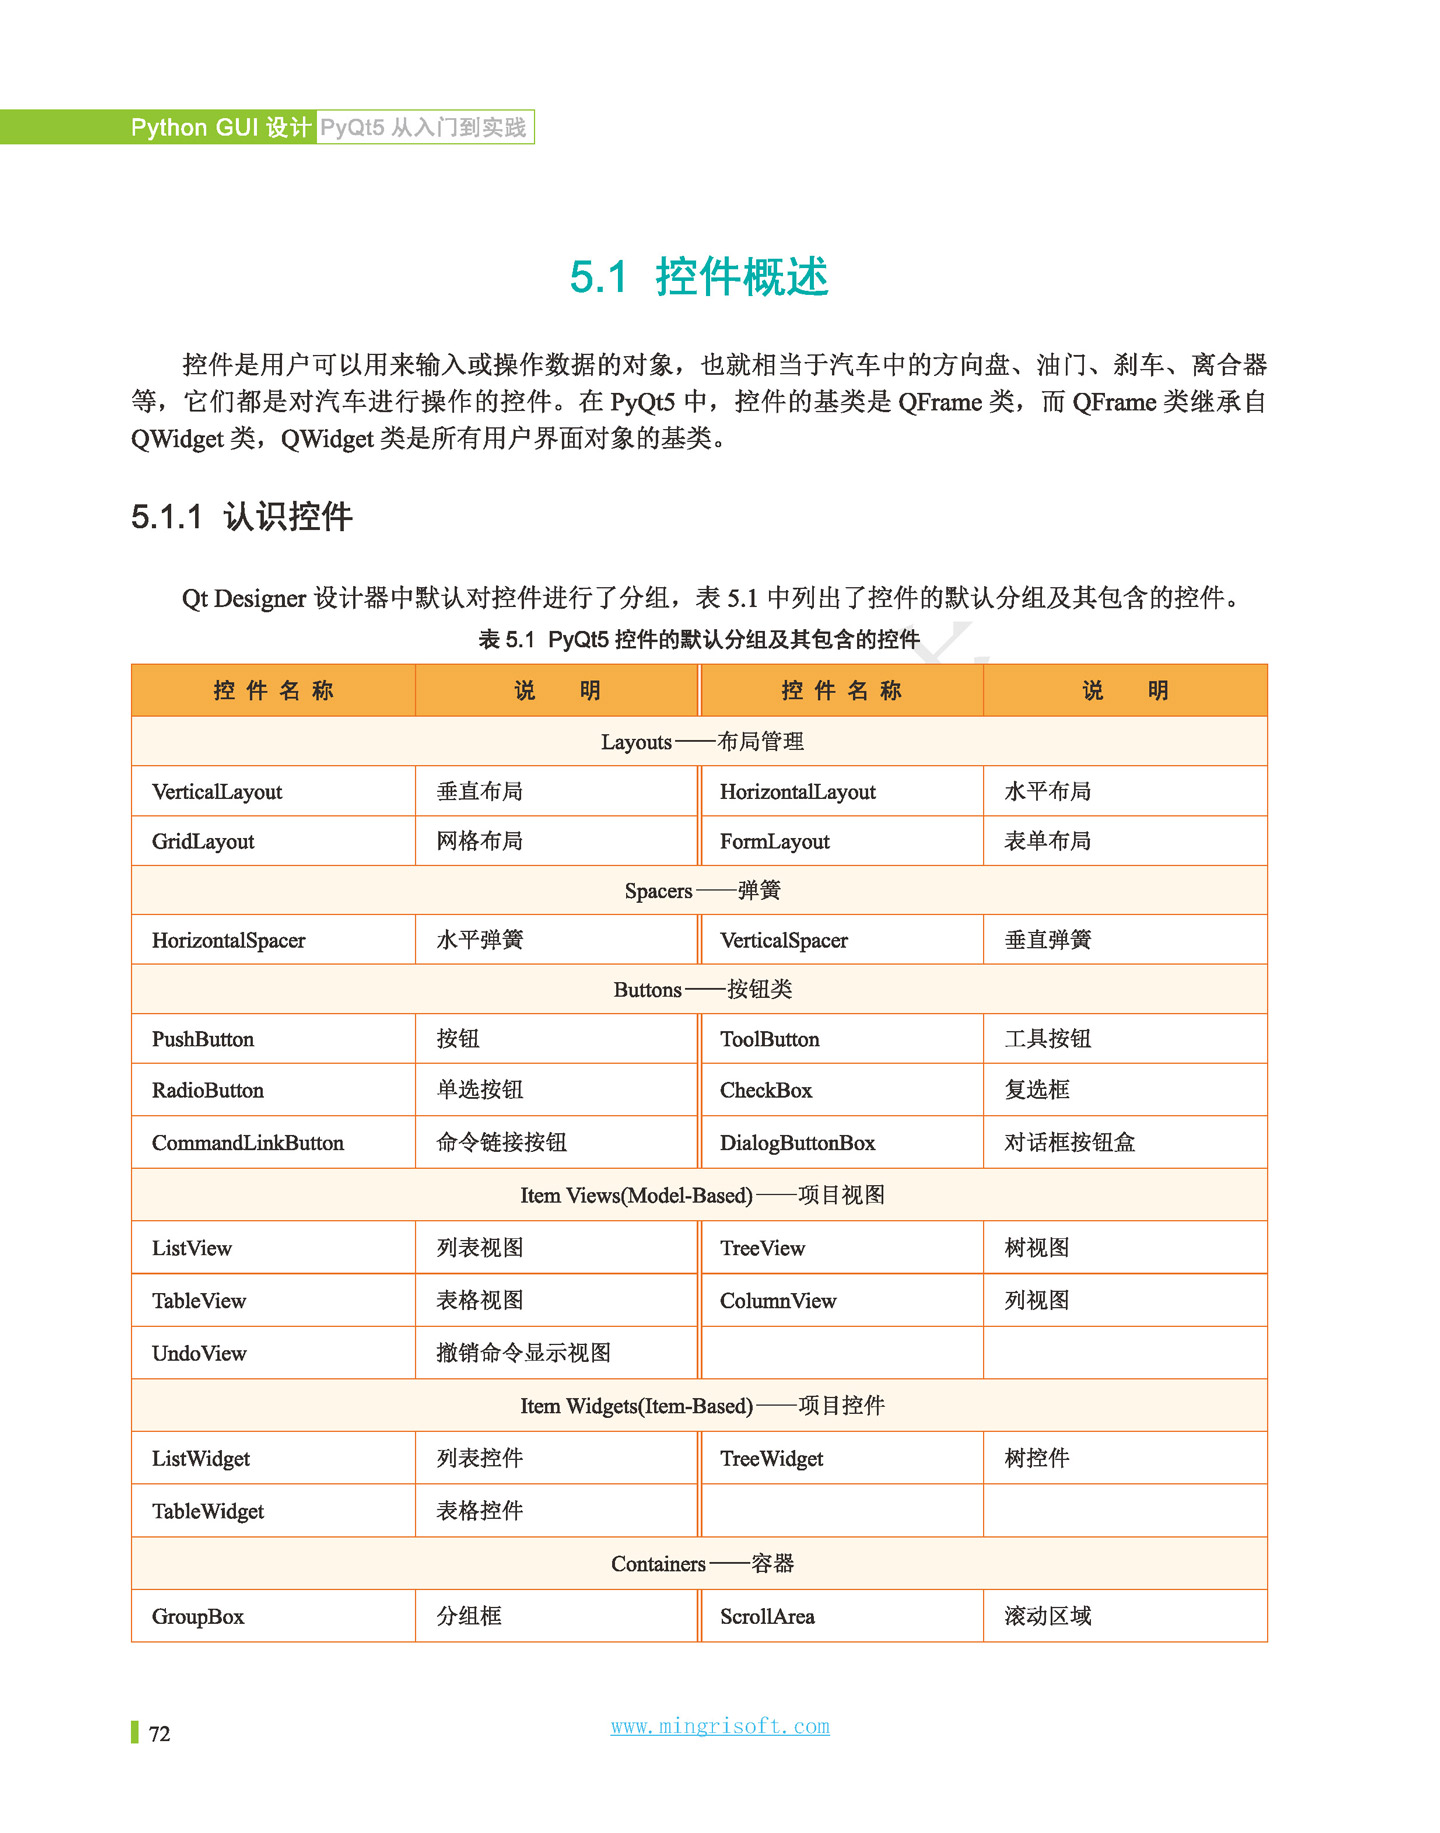 Python GUI 设计 PyQt5 从入门到实践
5.1 控件概述
控件是用户可以用来输入或操作数据的对象，也就相当于汽车中的方向盘、油门、刹车、离合器
等，它们都是对汽车进行操作的控件。在 PyQt5 中，控件的基类是 QFrame 类，而 QFrame 类继承自
QWidget 类，QWidget 类是所有用户界面对象的基类。
5.1.1 认识控件
Qt Designer 设计器中默认对控件进行了分组，表 5.1 中列出了控件的默认分组及其包含的控件。
表 5.1 PyQt5 控件的默认分组及其包含的控件
控件名称 说 明 控件名称 说 明
Layouts——布局管理
VerticalLayout 垂直布局 HorizontalLayout 水平布局
GridLayout 网格布局 FormLayout 表单布局
Spacers——弹簧
HorizontalSpacer 水平弹簧 VerticalSpacer 垂直弹簧
Buttons——按钮类
PushButton 按钮 ToolButton 工具按钮
RadioButton 单选按钮 CheckBox 复选框
CommandLinkButton 命令链接按钮 DialogButtonBox 对话框按钮盒
Item Views(Model-Based)——项目视图
ListView 列表视图 TreeView 树视图
TableView 表格视图 ColumnView 列视图
UndoView 撤销命令显示视图
Item Widgets(Item-Based)——项目控件
ListWidget 列表控件 TreeWidget 树控件
TableWidget 表格控件
Containers——容器
GroupBox 分组框 ScrollArea 滚动区域
72
www.mingrisoft.com